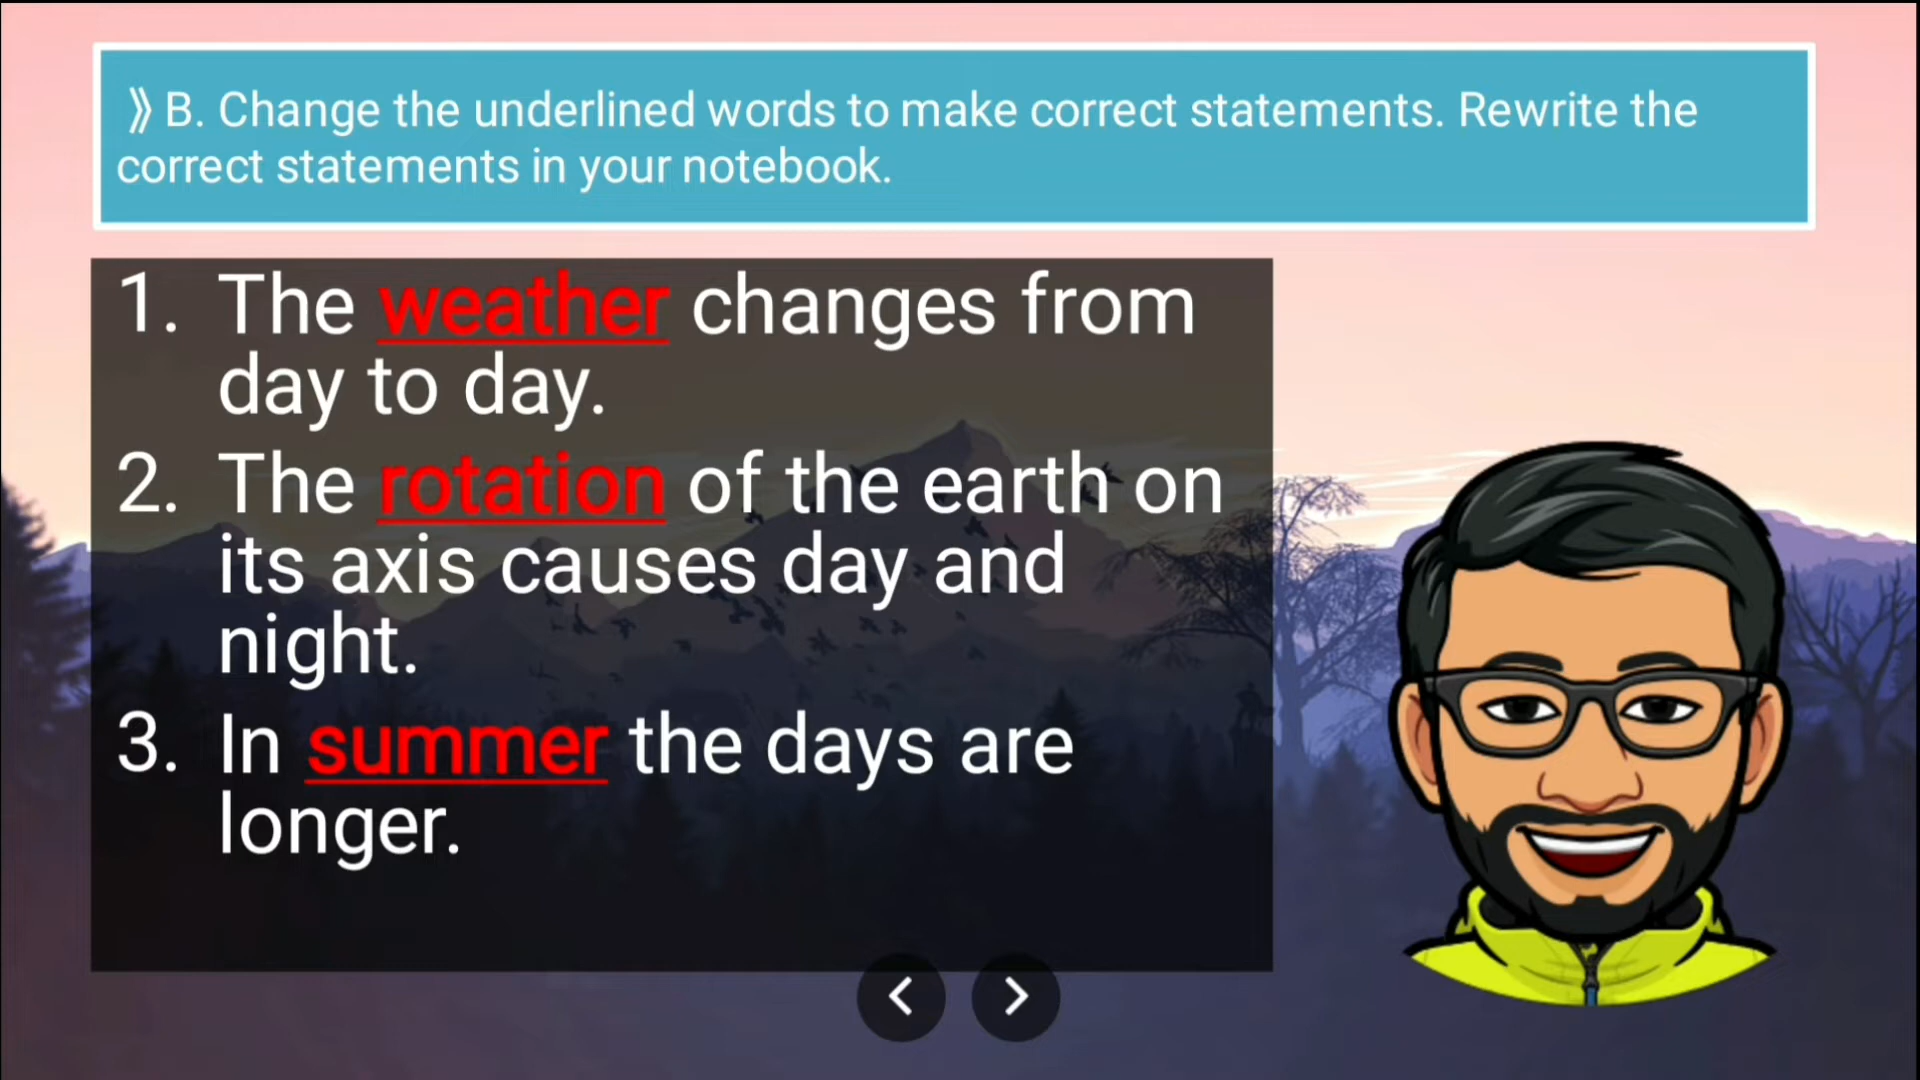 》B. Change the underlined words to make correct statements. Rewrite the
correct statements in your notebook.
1. The weather changes from
day to day.
2. The rotation of the earth on
its axis causes day and
night.
3. In summer the days are
longer.